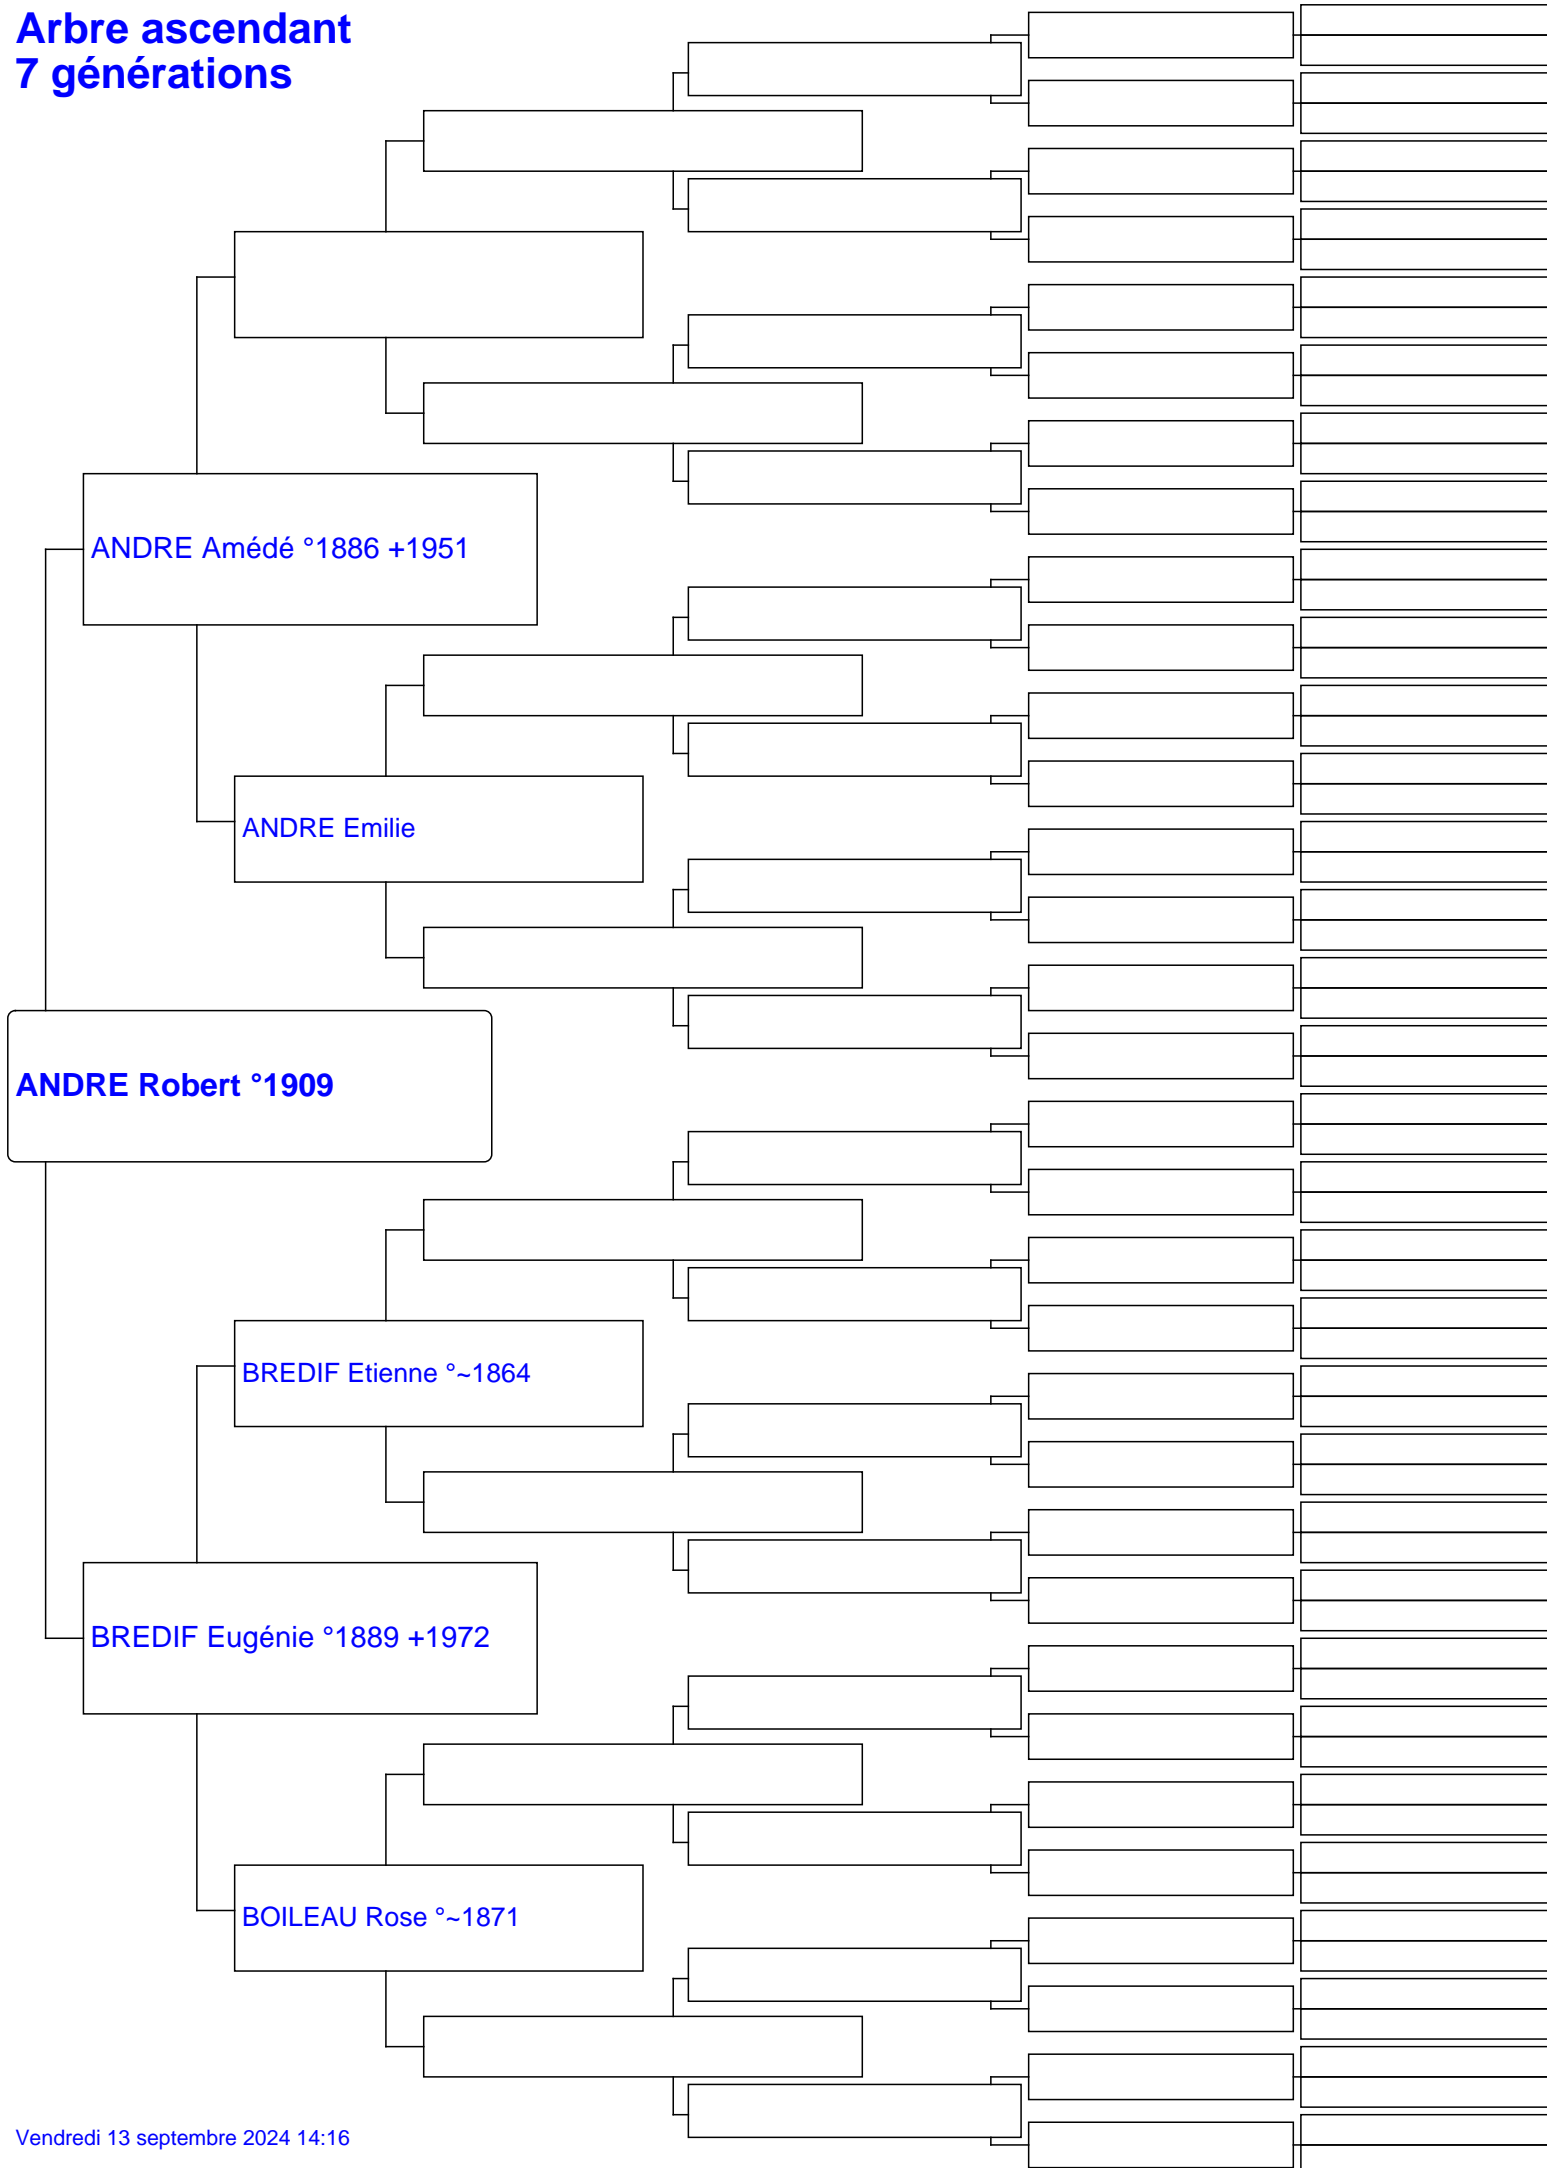 Arbre ascendant
7 générations
ANDRE Amédé °1886 +1951
ANDRE Emilie
ANDRE Robert °1909
BREDIF Etienne °~1864
BREDIF Eugénie °1889 +1972
BOILEAU Rose °~1871
Vendredi 13 septembre 2024 14:16